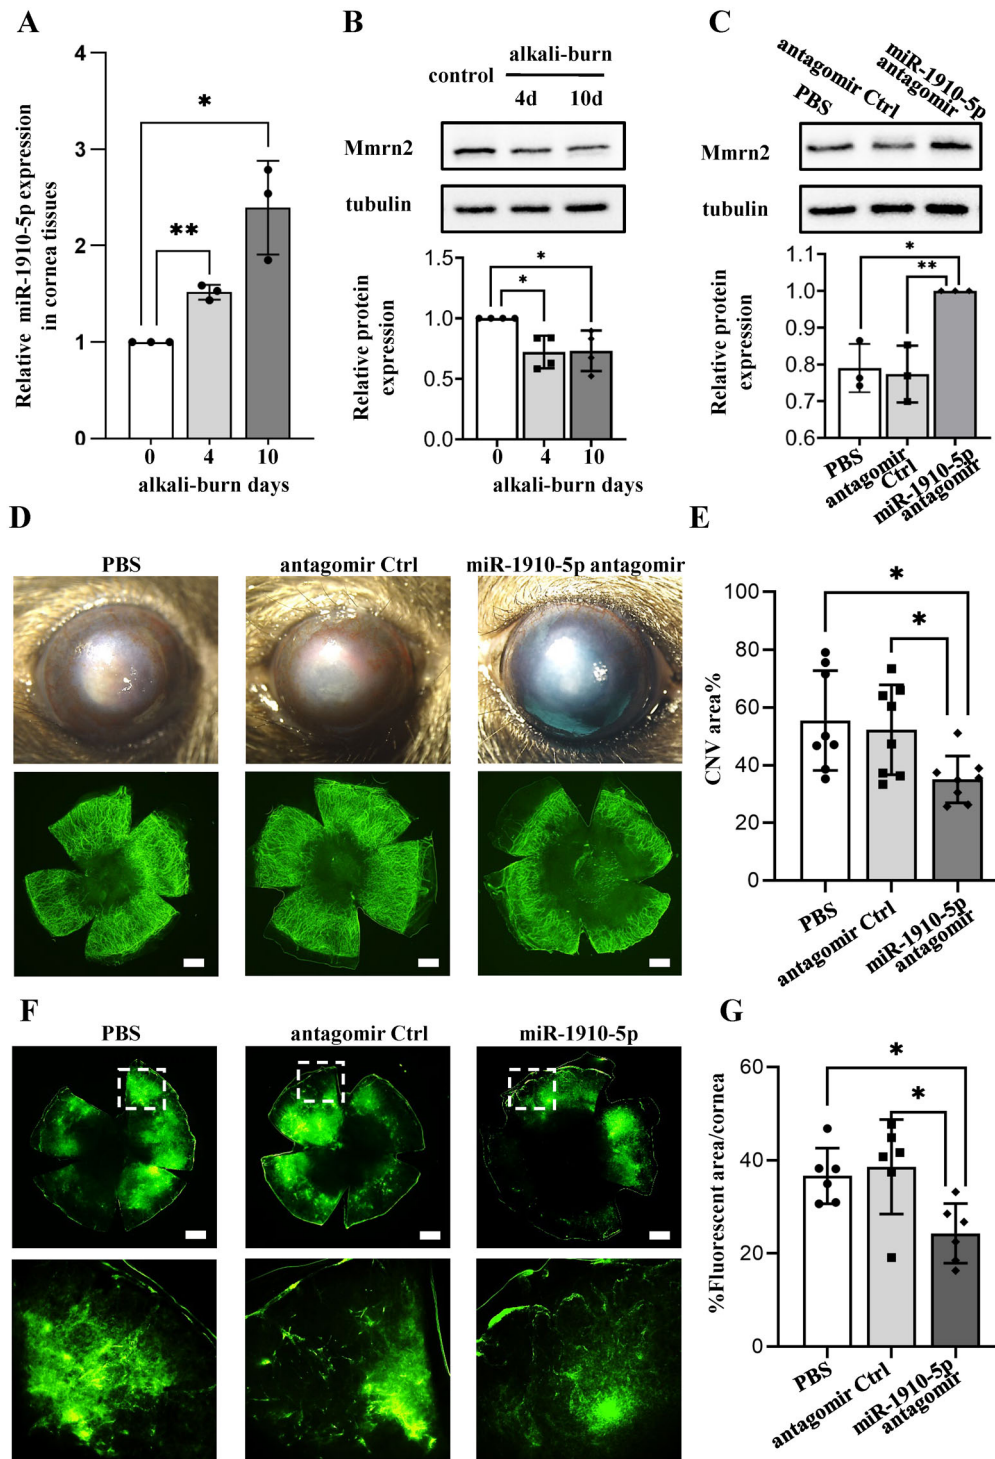 A
Relative miR-1910-5p expression
in cornea tissues
4
3
2
1
0
*
**
0 4 10
alkali-burn days
B
alkali-burn
control
4d 10d
Mmrn2
tubulin
Relative protein
expression
1.5
1.0
0.5
0.0
*
*
0 4 10
alkali-burn days
C
PBS
antagomir Ctrl
miR-1910-5p
antagomir
Mmrn2
tubulin
Relative protein
expression
1.0
0.9
0.8
0.7
0.6
*
**
PBS
antagomir
Ctrl
miR-1910-5p
antagomir
D
PBS antagomir Ctrl miR-1910-5p antagomir
E
CNV area%
100
80
60
40
20
0
*
*
PBS
antagomir Ctrl
miR-1910-5p
antagomir
F
PBS antagomir Ctrl miR-1910-5p
G
%Fluorescent area/cornea
60
40
20
0
*
*
PBS
antagomir Ctrl
miR-1910-5p
antagomir